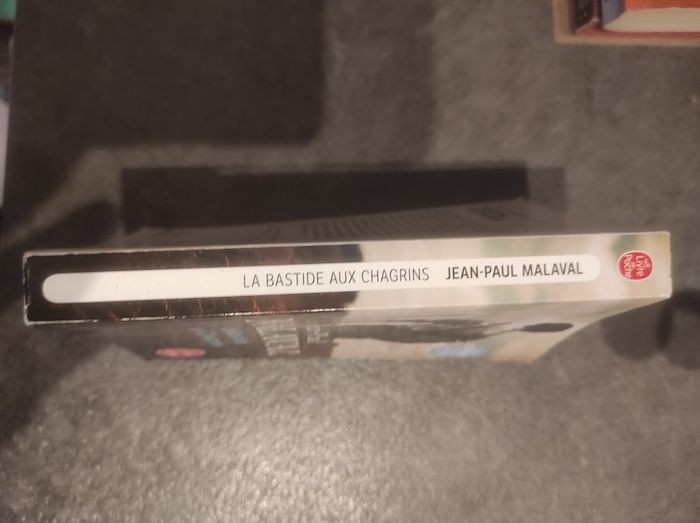 LA BASTIDE AUX CHAGRINS JEAN-PAUL MALAVAL
Le Livre de Poche